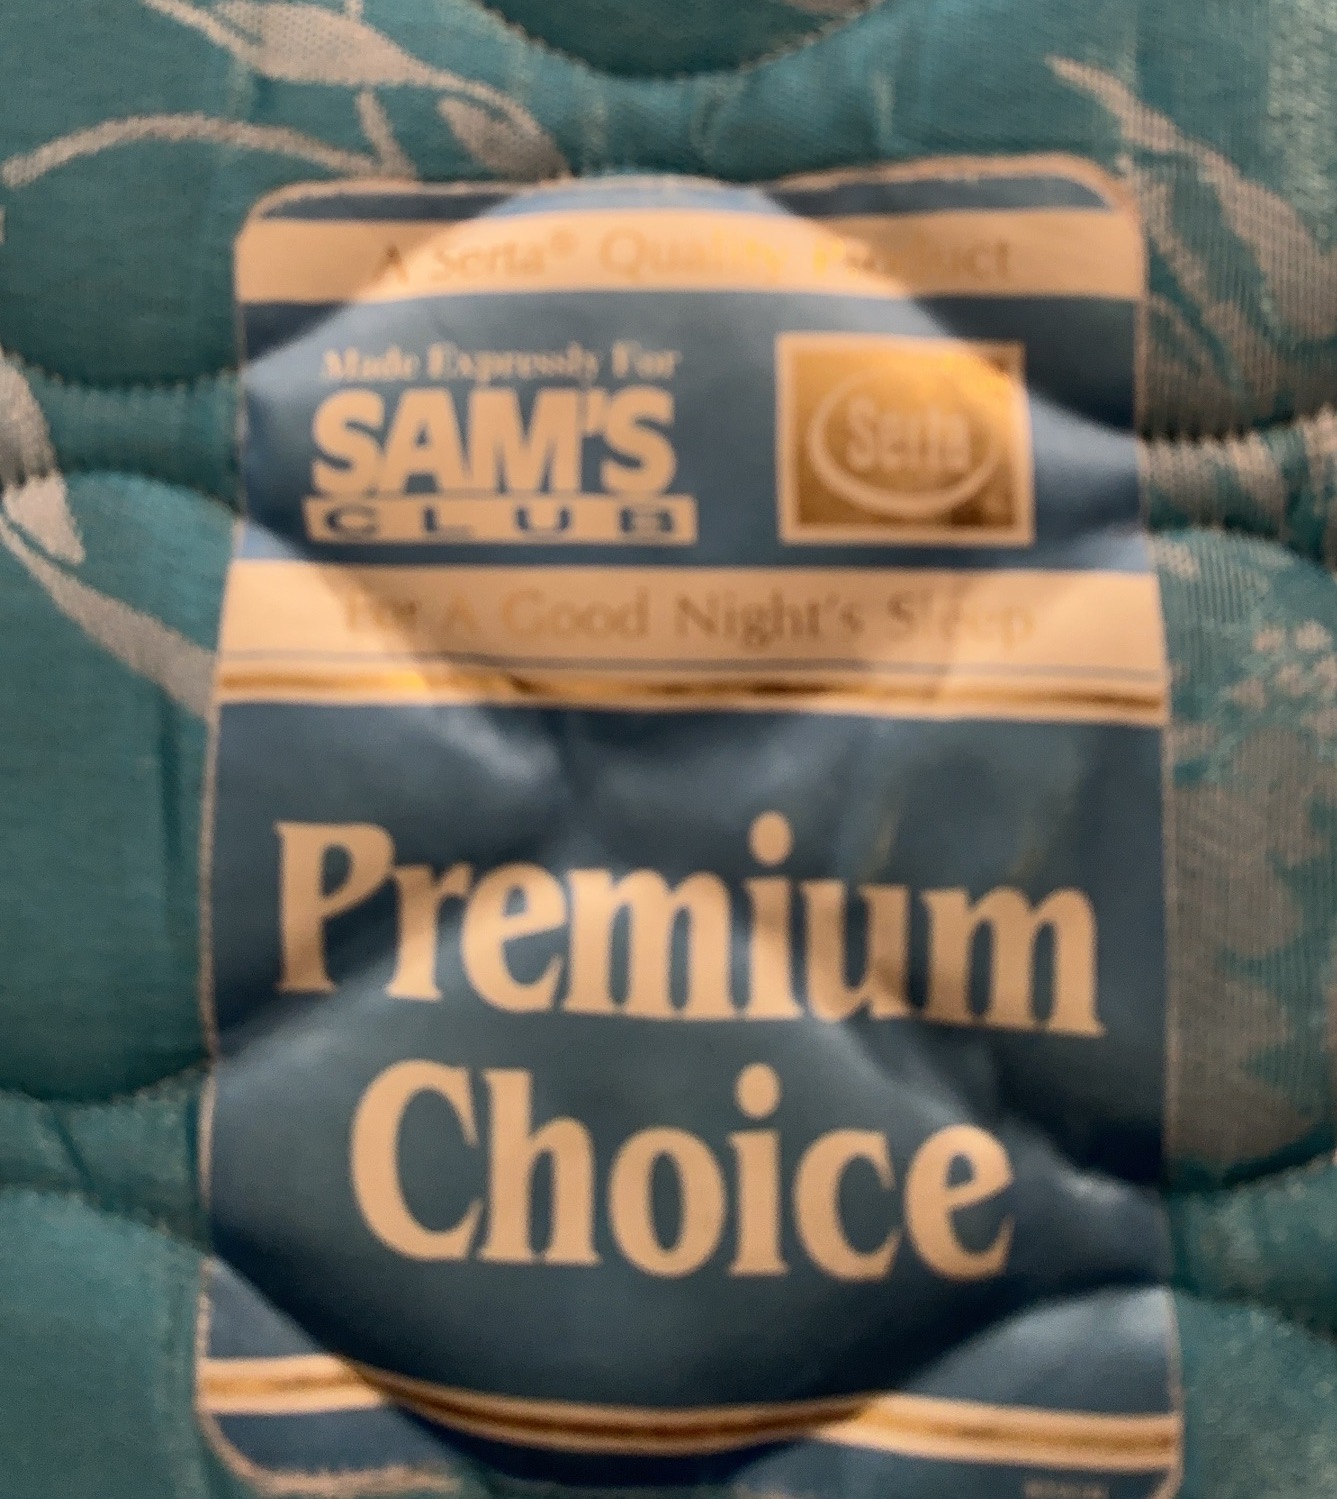 A Serta® Quality Product
Made Expressly For
SAM'S
CLUB
Serta
For A Good Night's Sleep
Premium
Choice